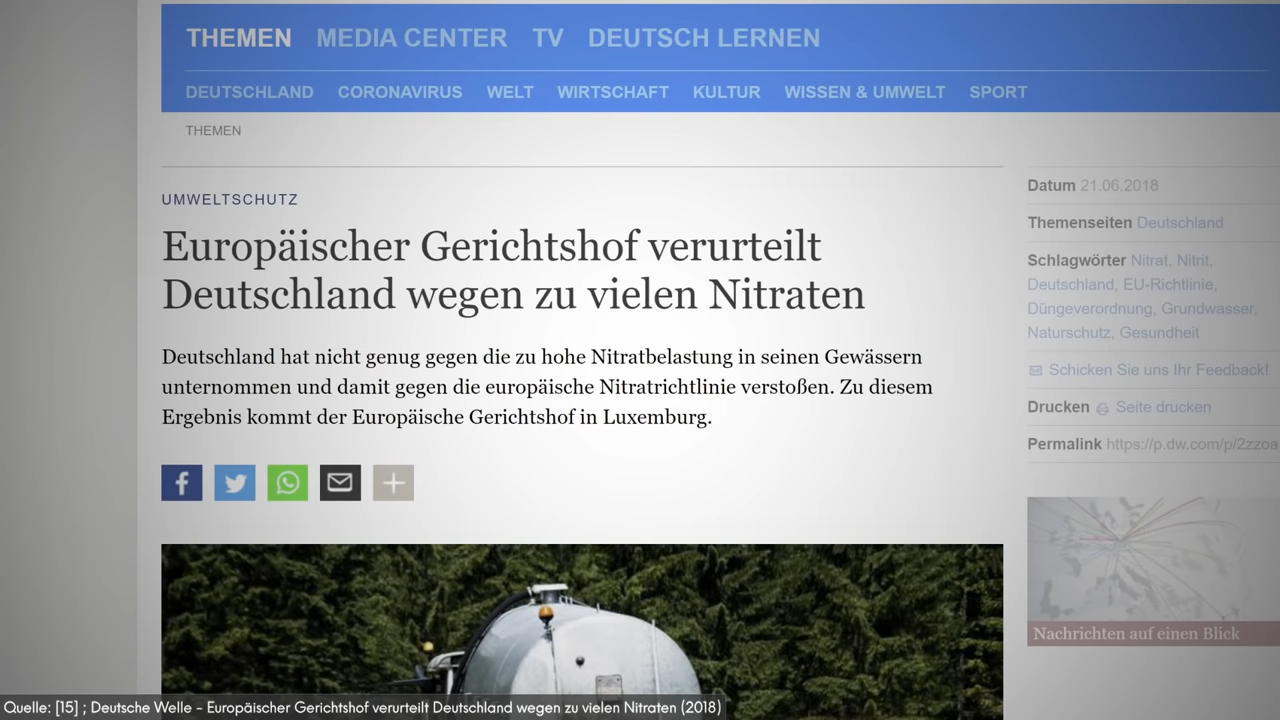 THEMEN MEDIA CENTER TV DEUTSCH LERNEN
DEUTSCHLAND CORONAVIRUS WELT WIRTSCHAFT KULTUR WISSEN & UMWELT SPORT
THEMEN
UMWELTSCHUTZ
Europäischer Gerichtshof verurteilt
Deutschland wegen zu vielen Nitraten
Deutschland hat nicht genug gegen die zu hohe Nitratbelastung in seinen Gewässern
unternommen und damit gegen die europäische Nitratrichtlinie verstoßen. Zu diesem
Ergebnis kommt der Europäische Gerichtshof in Luxemburg.
Datum 21.06.2018
Themenseiten Deutschland
Schlagwörter Nitrat, Nitrit,
Deutschland, EU-Richtlinie,
Düngeverordnung, Grundwasser,
Naturschutz, Gesundheit
Schicken Sie uns Ihr Feedback!
Drucken Seite drucken
Permalink https://p.dw.com/p/2zzoa
Nachrichten auf einen Blick
Quelle: [15] ; Deutsche Welle - Europäischer Gerichtshof verurteilt Deutschland wegen zu vielen Nitraten (2018)